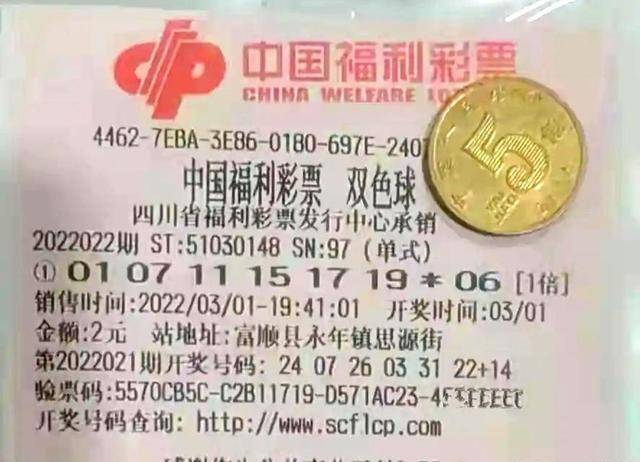 中国福利彩票
CHINA WELFARE
4462-7EBA-3E86-0180-697E-240
5
中国福利彩票 双色球
四川省福利彩票发行中心承销
2022022期 ST:51030148 SN:97 (单式)
① 01 07 11 15 17 19 * 06 [1倍]
销售时间:2022/03/01-19:41:01 开奖时间:03/01
金额:2元 站地址:富顺县永年镇思源街
第2022021期开奖号码: 24 07 26 03 31 22+14
验票码:5570CB5C-C2B11719-D571AC23-4
开奖号码查询: http://www.scflcp.com